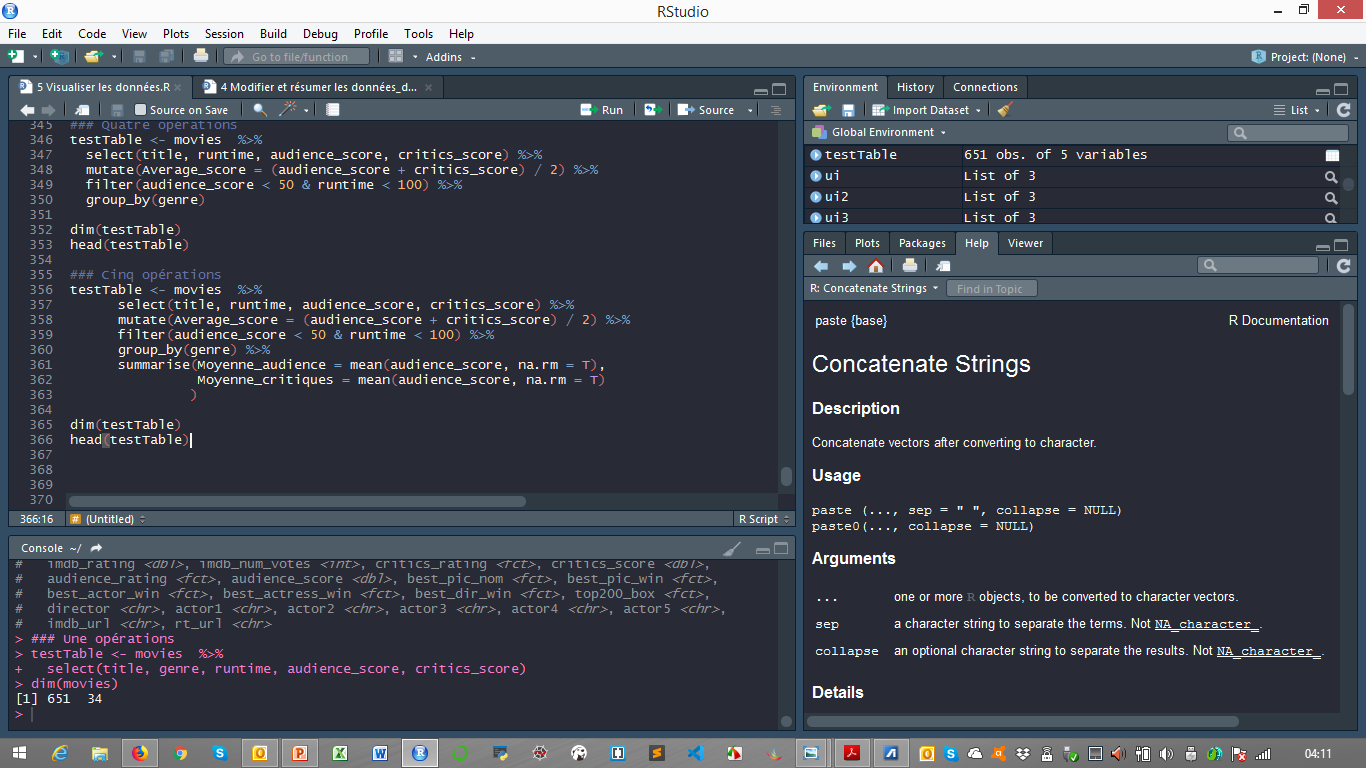 RStudio
File Edit Code View Plots Session Build Debug Profile Tools Help
Go to file/function Addins Project: (None)
5 Visualiser les données.R 4 Modifier et résumer les données_d...
Source on Save Run Source
345 ### Quatre opérations
346 testTable <- movies %>%
347 select(title, runtime, audience_score, critics_score) %>%
348 mutate(Average_score = (audience_score + critics_score) / 2) %>%
349 filter(audience_score < 50 & runtime < 100) %>%
350 group_by(genre)
351
352 dim(testTable)
353 head(testTable)
354
355 ### Cinq opérations
356 testTable <- movies %>%
357 select(title, runtime, audience_score, critics_score) %>%
358 mutate(Average_score = (audience_score + critics_score) / 2) %>%
359 filter(audience_score < 50 & runtime < 100) %>%
360 group_by(genre) %>%
361 summarise(Moyenne_audience = mean(audience_score, na.rm = T),
362 Moyenne_critiques = mean(audience_score, na.rm = T)
363 )
364
365 dim(testTable)
366 head(testTable)
367
368
369
370
366:16 # (Untitled) R Script
Console ~/
# imdb_rating <dbl>, imdb_num_votes <int>, critics_rating <fct>, critics_score <dbl>,
# audience_rating <fct>, audience_score <dbl>, best_pic_nom <fct>, best_pic_win <fct>,
# best_actor_win <fct>, best_actress_win <fct>, best_dir_win <fct>, top200_box <fct>,
# director <chr>, actor1 <chr>, actor2 <chr>, actor3 <chr>, actor4 <chr>, actor5 <chr>,
# imdb_url <chr>, rt_url <chr>
> ### Une opérations
> testTable <- movies %>%
+ select(title, genre, runtime, audience_score, critics_score)
> dim(movies)
[1] 651 34
>
Environment History Connections
Import Dataset List
Global Environment
testTable 651 obs. of 5 variables
ui List of 3
ui2 List of 3
ui3 List of 3
Files Plots Packages Help Viewer
R: Concatenate Strings Find in Topic
paste {base} R Documentation
Concatenate Strings
Description
Concatenate vectors after converting to character.
Usage
paste (..., sep = " ", collapse = NULL)
paste0(..., collapse = NULL)
Arguments
... one or more R objects, to be converted to character vectors.
sep a character string to separate the terms. Not NA_character_.
collapse an optional character string to separate the results. Not NA_character_.
Details
04:11